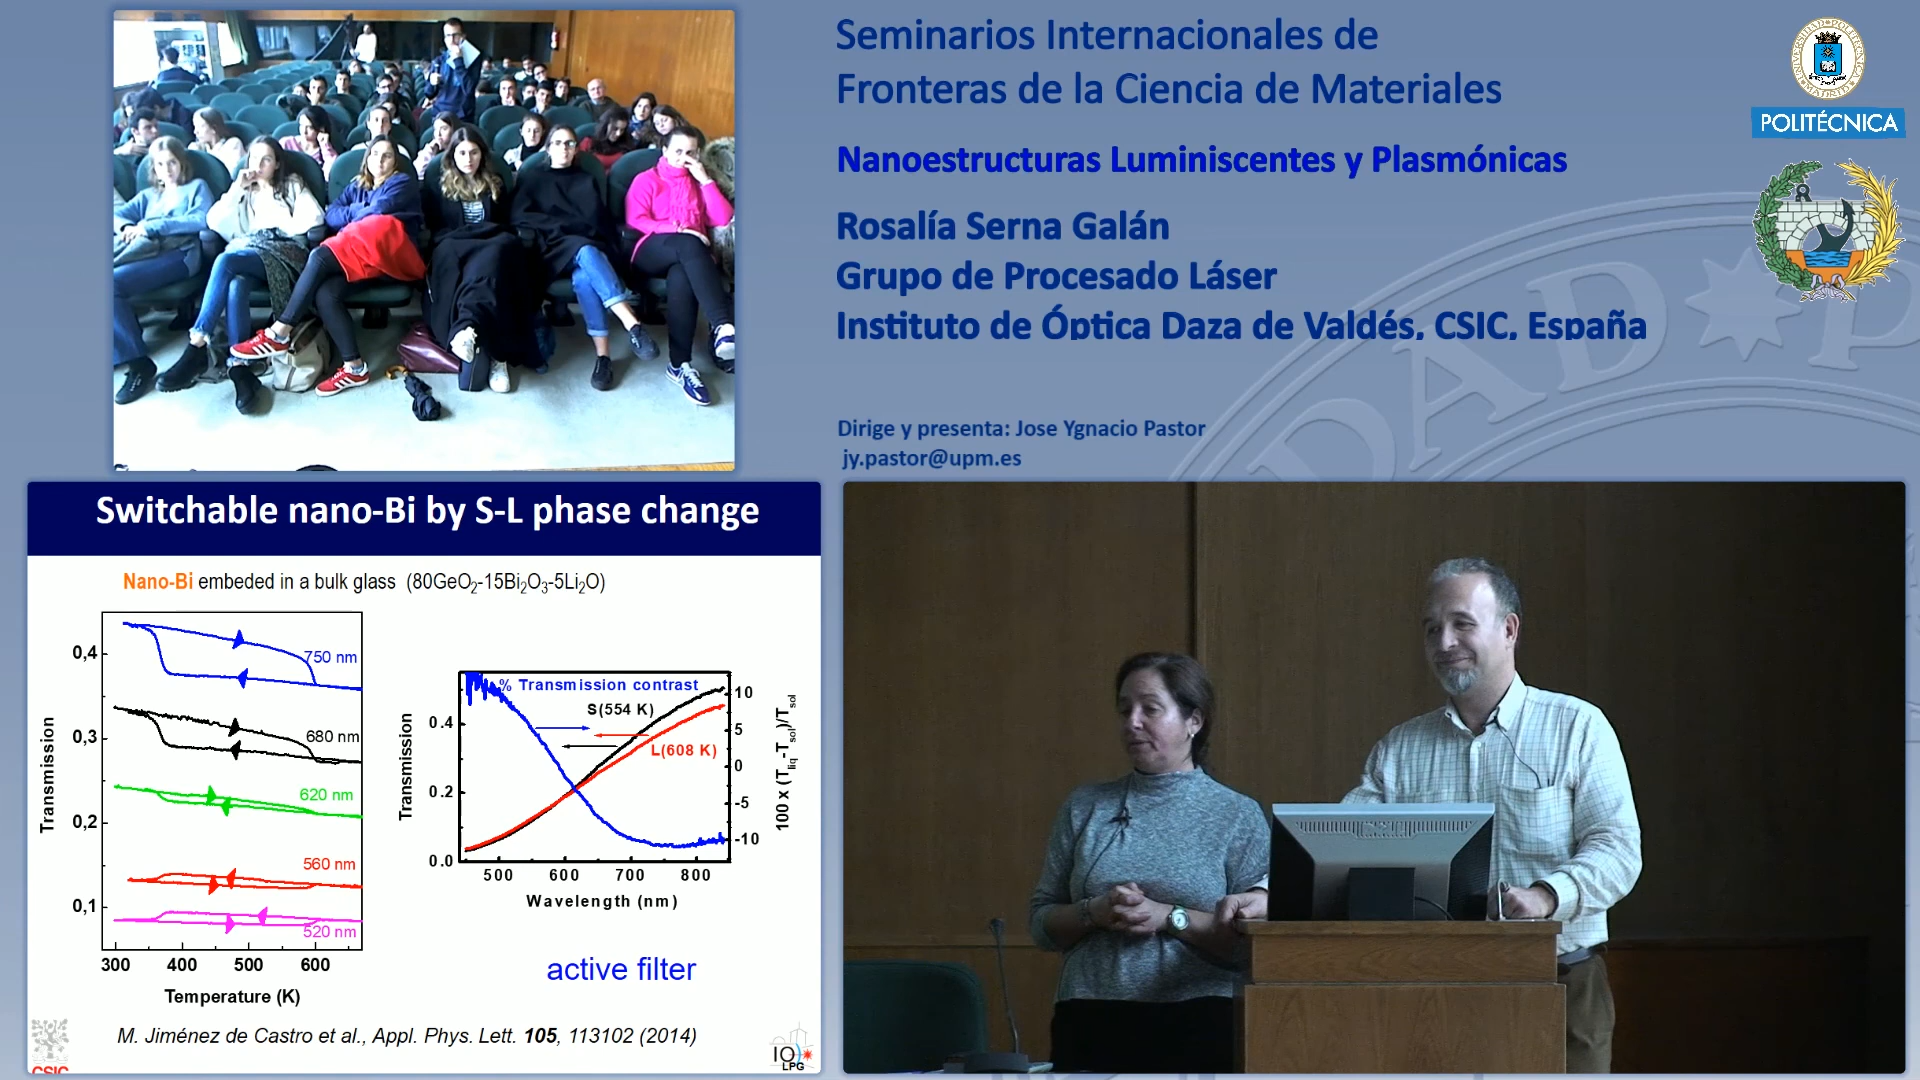 Seminarios Internacionales de
Fronteras de la Ciencia de Materiales
Nanoestructuras Luminiscentes y Plasmónicas
Rosalía Serna Galán
Grupo de Procesado Láser
Instituto de Óptica Daza de Valdés, CSIC, España
Dirige y presenta: Jose Ygnacio Pastor
jy.pastor@upm.es
POLITÉCNICA
Switchable nano-Bi by S-L phase change
Nano-Bi embeded in a bulk glass (80GeO2-15Bi2O3-5Li2O)
0,4
0,3
0,2
0,1
Transmission
750 nm
680 nm
620 nm
560 nm
520 nm
300 400 500 600
Temperature (K)
% Transmission contrast
S(554 K)
L(608 K)
Transmission
0.4
0.2
0.0
10
5
0
-5
-10
100 x (Tliq-Tsol)/Tsol
500 600 700 800
Wavelength (nm)
active filter
M. Jiménez de Castro et al., Appl. Phys. Lett. 105, 113102 (2014)
CSIC
IO
LPG